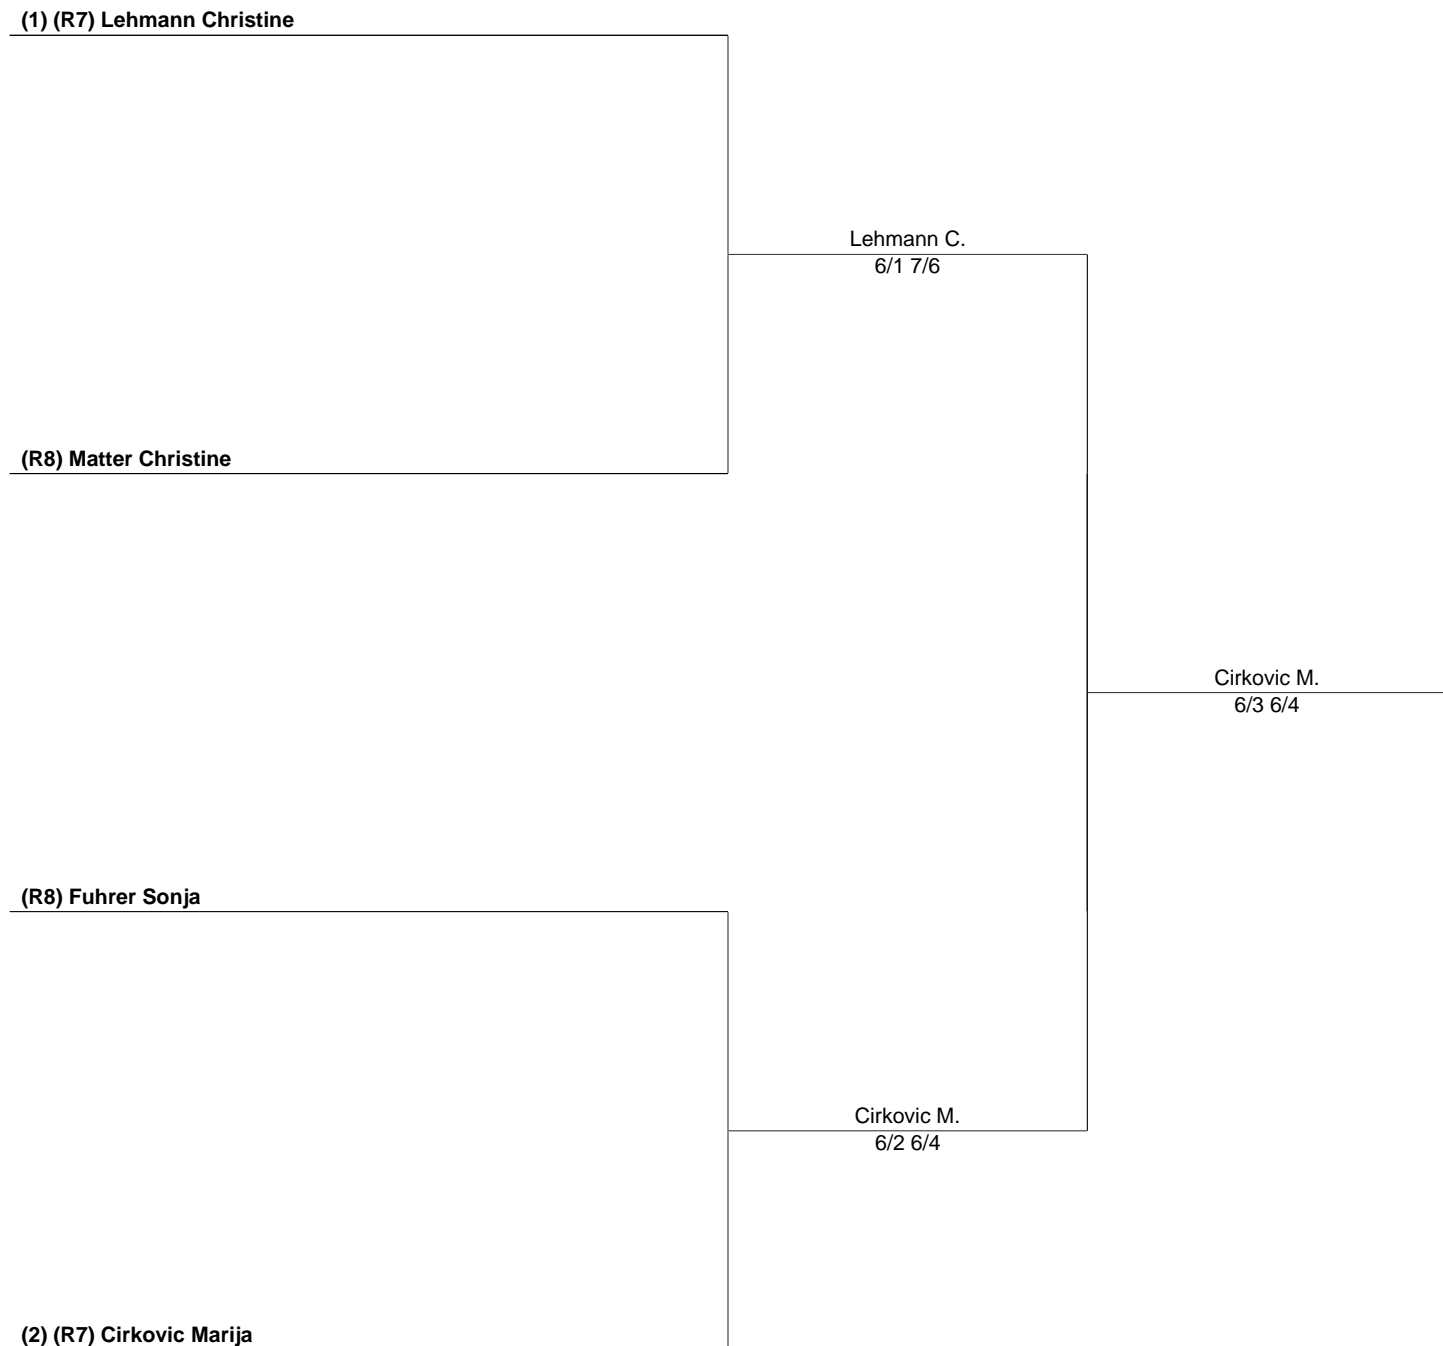 (1) (R7) Lehmann Christine
Lehmann C.
6/1 7/6
(R8) Matter Christine
Cirkovic M.
6/3 6/4
(R8) Fuhrer Sonja
Cirkovic M.
6/2 6/4
(2) (R7) Cirkovic Marija